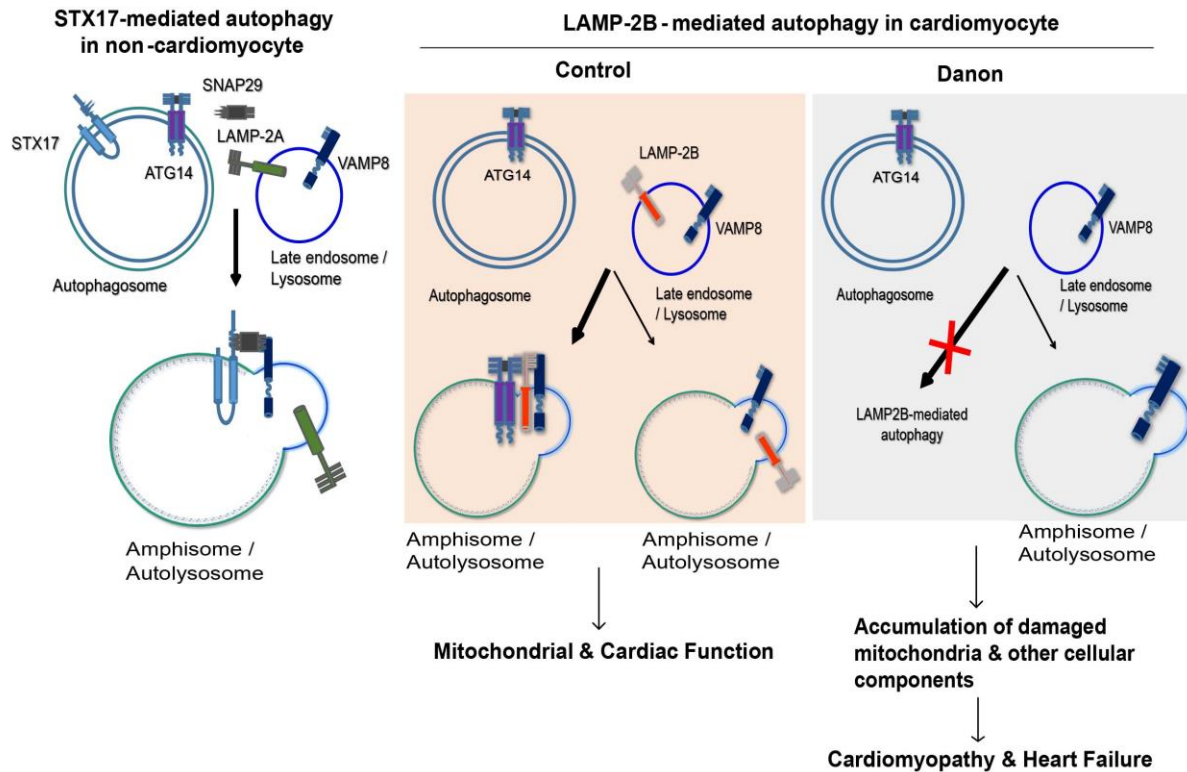 STX17-mediated autophagy
in non-cardiomyocyte
SNAP29
STX17
LAMP-2A
ATG14
VAMP8
Late endosome /
Lysosome
Autophagosome
Amphisome /
Autolysosome
LAMP-2B - mediated autophagy in cardiomyocyte
Control
ATG14
LAMP-2B
VAMP8
Autophagosome
Late endosome
/ Lysosome
Amphisome /
Autolysosome
Amphisome /
Autolysosome
Mitochondrial & Cardiac Function
Danon
ATG14
VAMP8
Autophagosome
Late endosome
/ Lysosome
LAMP2B-mediated
autophagy
Amphisome /
Autolysosome
Accumulation of damaged
mitochondria & other cellular
components
Cardiomyopathy & Heart Failure